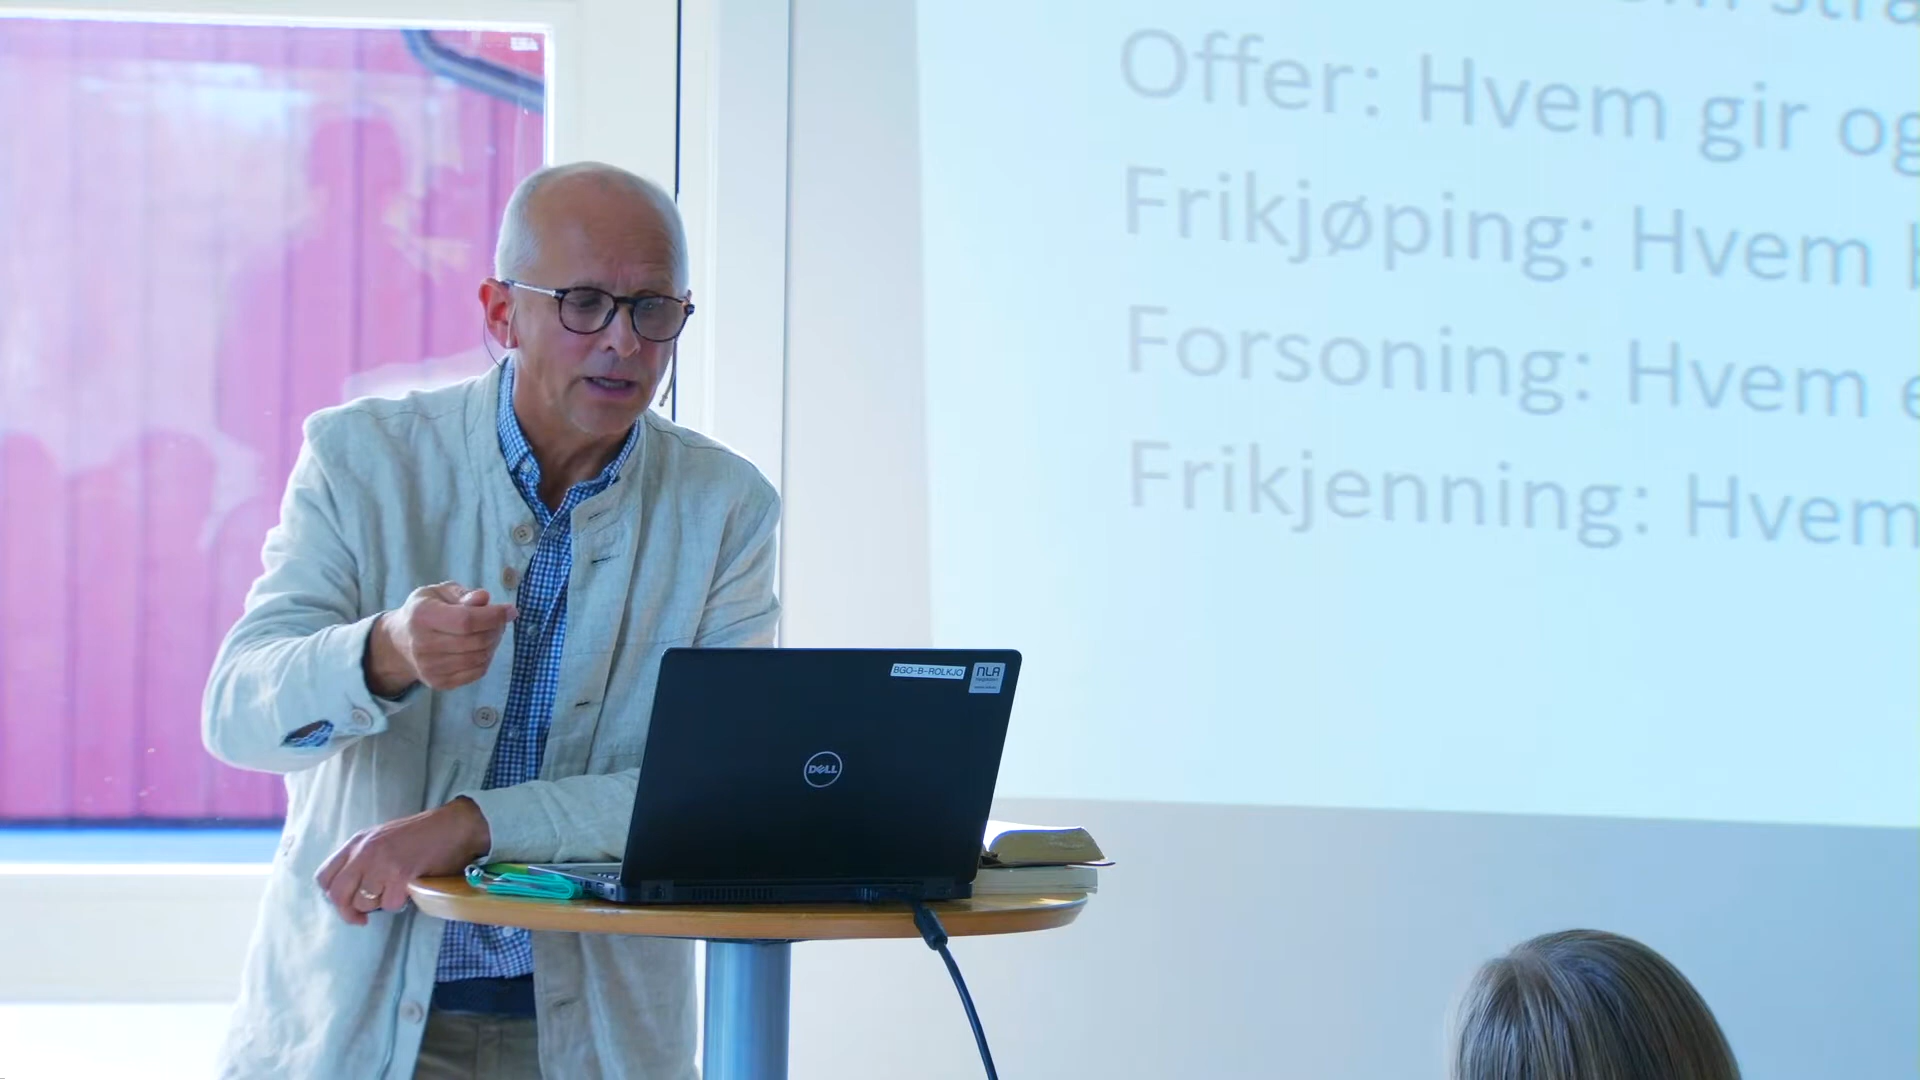 Offer: Hvem gir og
Frikjøping: Hvem
Forsoning: Hvem
Frikjenning: Hvem
BGO-B-ROLKJO
NLA
DELL